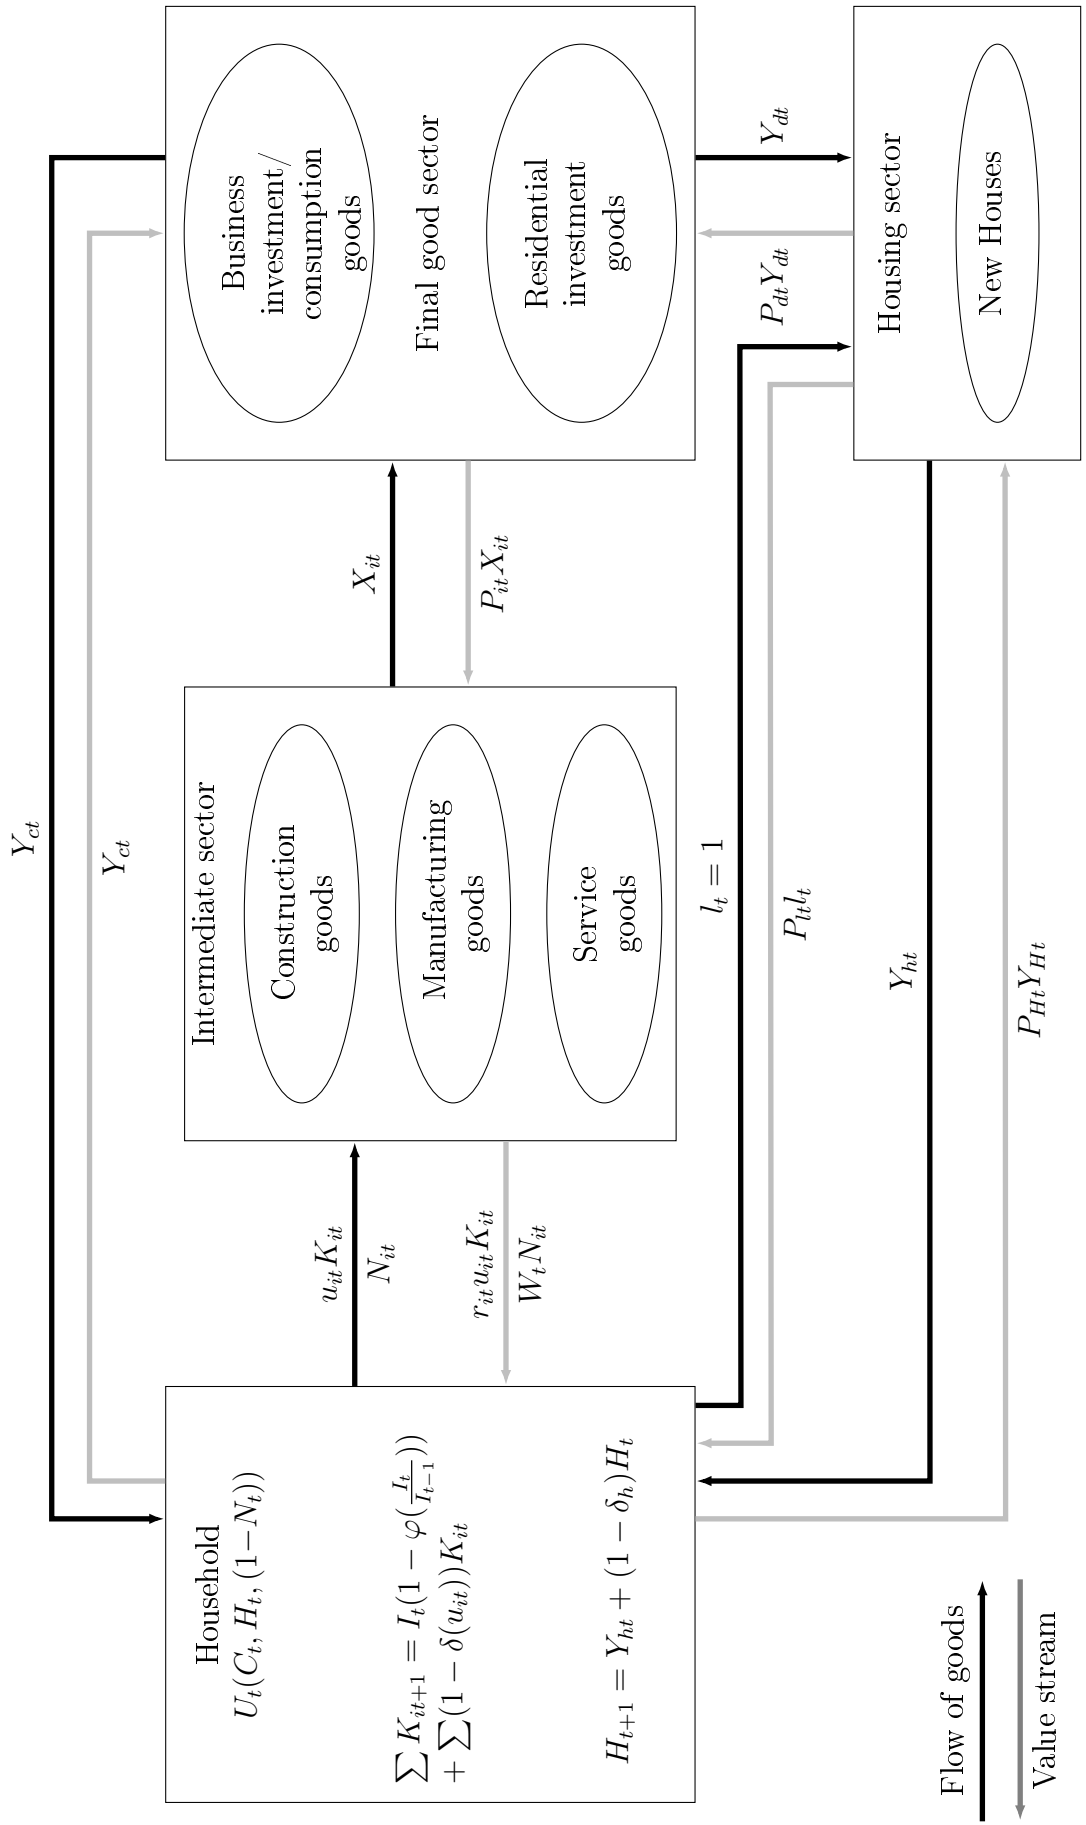 Y_{ct}
Y_{ct}
Household
U_t(C_t, H_t, (1−N_t))
∑ K_{it+1} = I_t(1 − φ(\frac{I_t}{I_{t−1}}))
+ ∑(1 − δ(u_{it}))K_{it}
H_{t+1} = Y_{ht} + (1 − δ_h)H_t
u_{it}K_{it}
N_{it}
r_{it}u_{it}K_{it}
W_tN_{it}
Intermediate sector
Construction
goods
Manufacturing
goods
Service
goods
X_{it}
P_{it}X_{it}
Business
investment/
consumption
goods
Final good sector
Residential
investment
goods
l_t = 1
P_{lt}l_t
P_{dt}Y_{dt}
Y_{dt}
Housing sector
New Houses
Y_{ht}
P_{Ht}Y_{Ht}
Flow of goods
Value stream